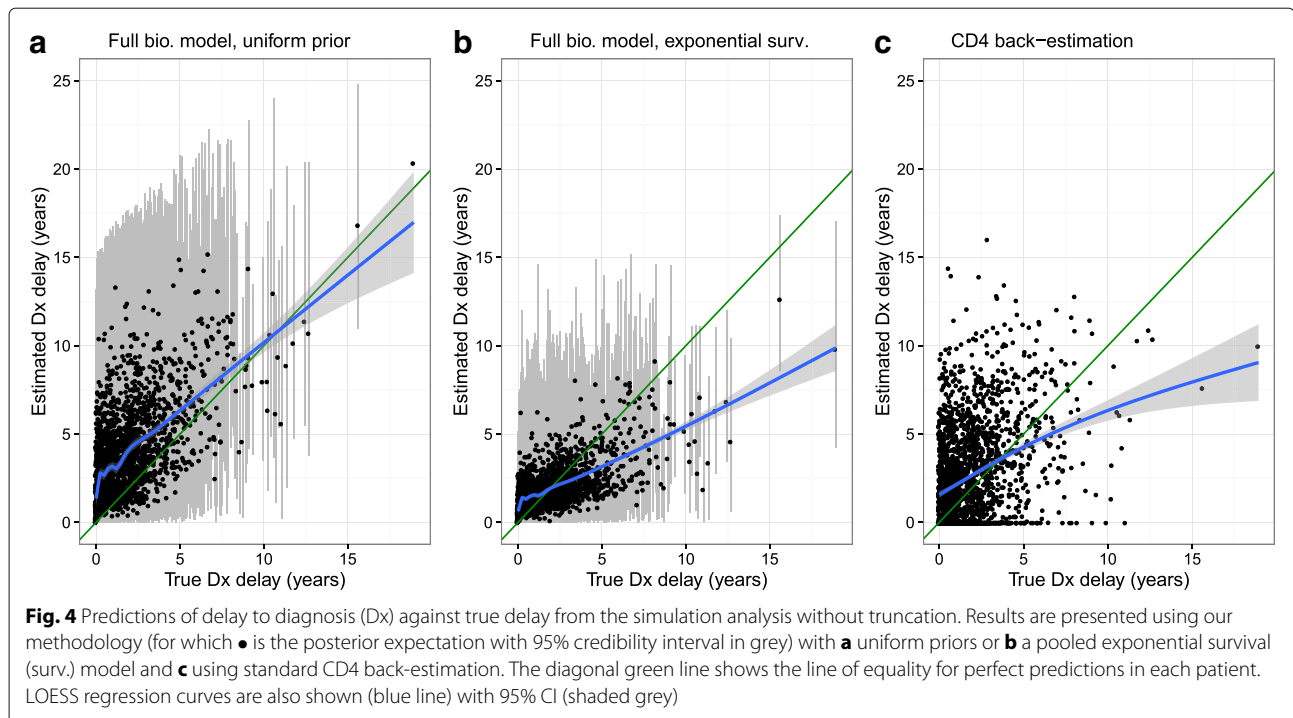 a Full bio. model, uniform prior
b Full bio. model, exponential surv.
c CD4 back−estimation
Estimated Dx delay (years)
25
20
15
10
5
0
0 5 10 15
True Dx delay (years)
Estimated Dx delay (years)
25
20
15
10
5
0
0 5 10 15
True Dx delay (years)
Estimated Dx delay (years)
25
20
15
10
5
0
0 5 10 15
True Dx delay (years)
Fig. 4 Predictions of delay to diagnosis (Dx) against true delay from the simulation analysis without truncation. Results are presented using our
methodology (for which ● is the posterior expectation with 95% credibility interval in grey) with a uniform priors or b a pooled exponential survival
(surv.) model and c using standard CD4 back-estimation. The diagonal green line shows the line of equality for perfect predictions in each patient.
LOESS regression curves are also shown (blue line) with 95% CI (shaded grey)